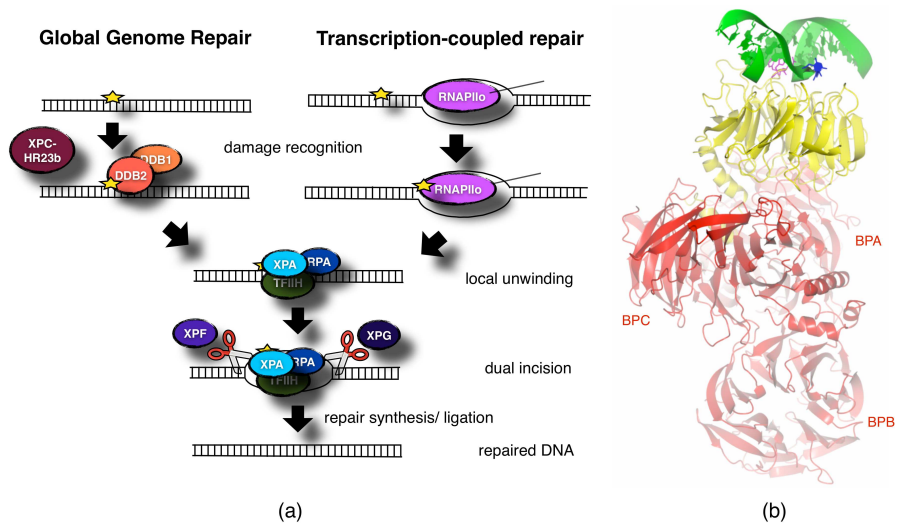 Global Genome Repair
Transcription-coupled repair
RNAPIIo
XPC-
HR23b
DDB1
DDB2
damage recognition
RNAPIIo
XPA
RPA
TFIIH
local unwinding
XPF
XPG
XPA
RPA
TFIIH
dual incision
repair synthesis/ ligation
repaired DNA
(a)
BPA
BPC
BPB
(b)